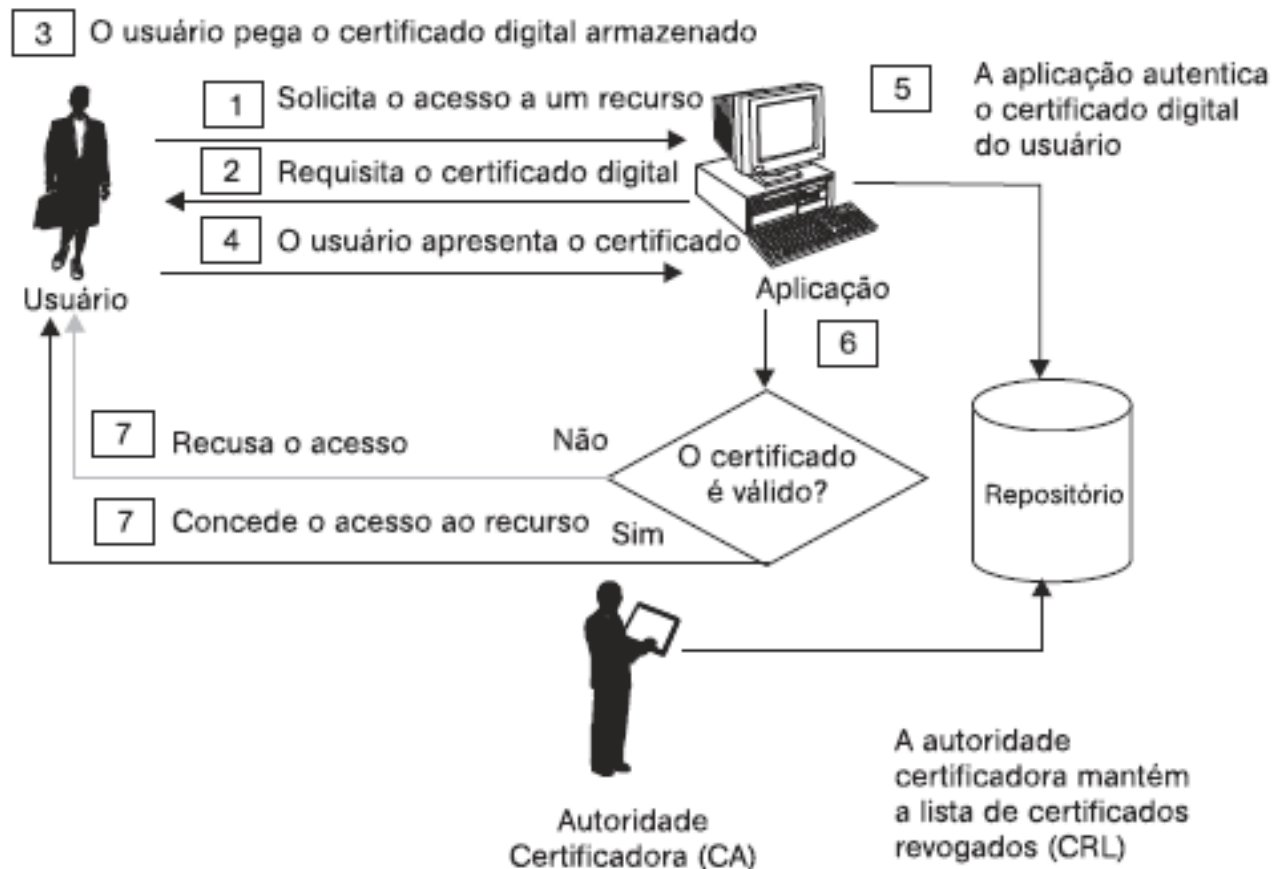 3 O usuário pega o certificado digital armazenado
1 Solicita o acesso a um recurso
2 Requisita o certificado digital
4 O usuário apresenta o certificado
Usuário
Aplicação
5 A aplicação autentica
o certificado digital
do usuário
6
O certificado
é válido?
Não
7 Recusa o acesso
Sim
7 Concede o acesso ao recurso
Repositório
Autoridade
Certificadora (CA)
A autoridade
certificadora mantém
a lista de certificados
revogados (CRL)